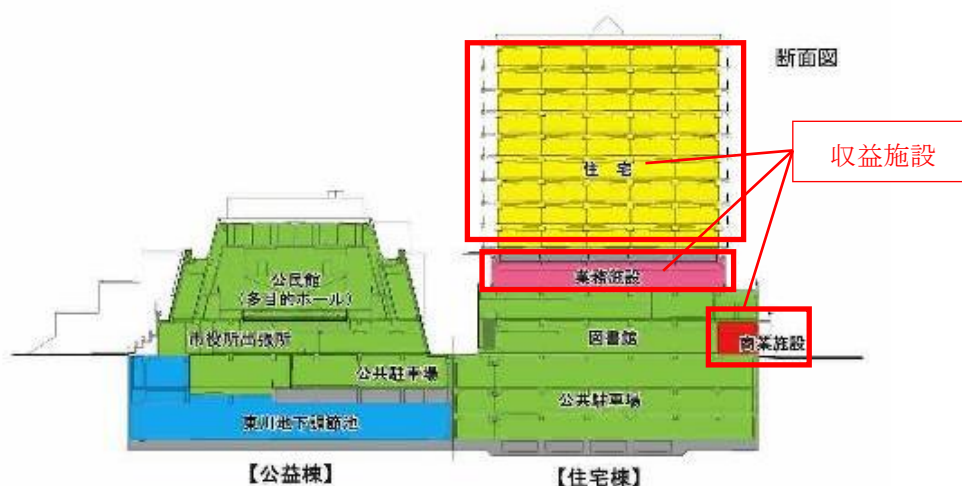 断面図
収益施設
住宅
業務施設
公民館
(多目的ホール)
市役所出張所
図書館
商業施設
公共駐車場
公共駐車場
東川地下調節池
【公益棟】
【住宅棟】